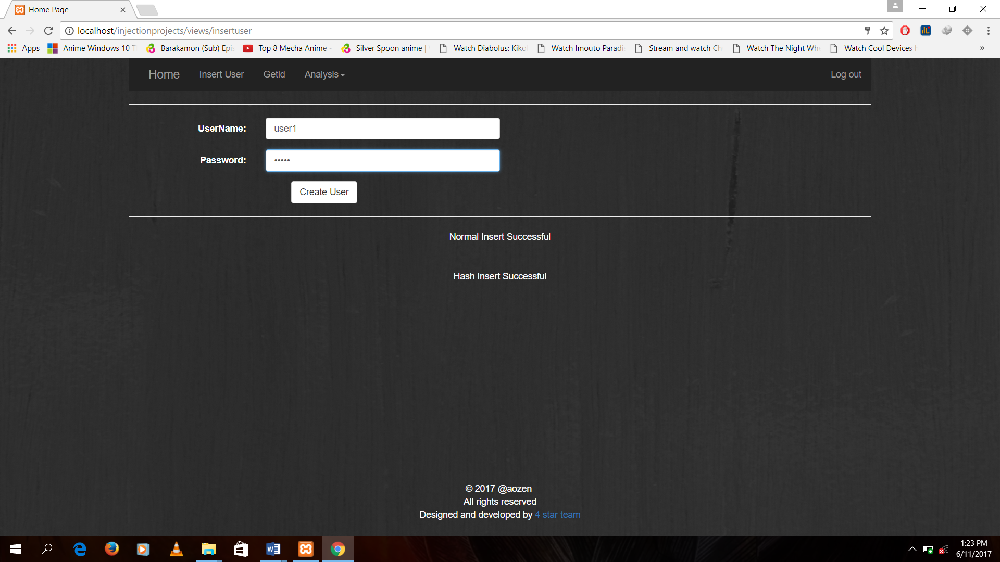 Home Page
localhost/injectionprojects/views/insertuser
Apps Anime Windows 10 T Barakamon (Sub) Epis Top 8 Mecha Anime - Silver Spoon anime | Watch Diabolus: Kiko Watch Imouto Paradi Stream and watch Ch Watch The Night Whe Watch Cool Devices h »
Home Insert User Getid Analysis Log out
UserName: user1
Password: •••••
Create User
Normal Insert Successful
Hash Insert Successful
© 2017 @aozen
All rights reserved
Designed and developed by 4 star team
1:23 PM
6/11/2017